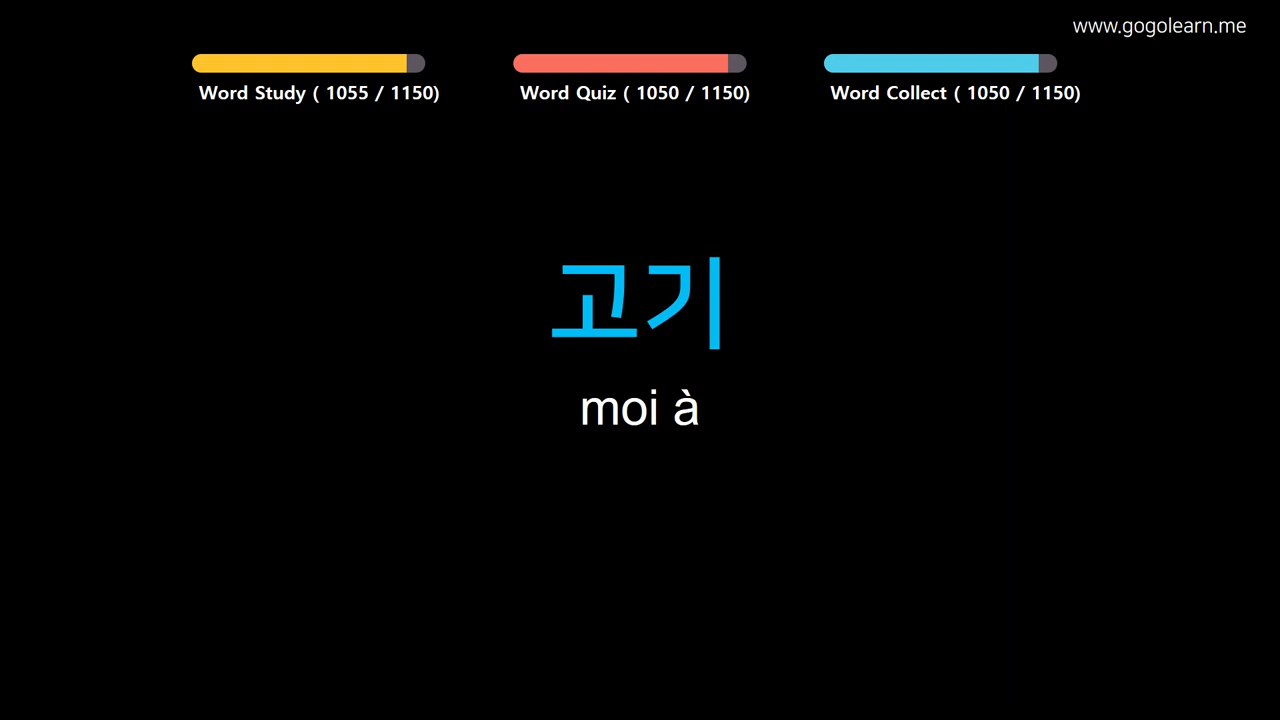 www.gogolearn.me
Word Study ( 1055 / 1150)
Word Quiz ( 1050 / 1150)
Word Collect ( 1050 / 1150)
고기
moi à